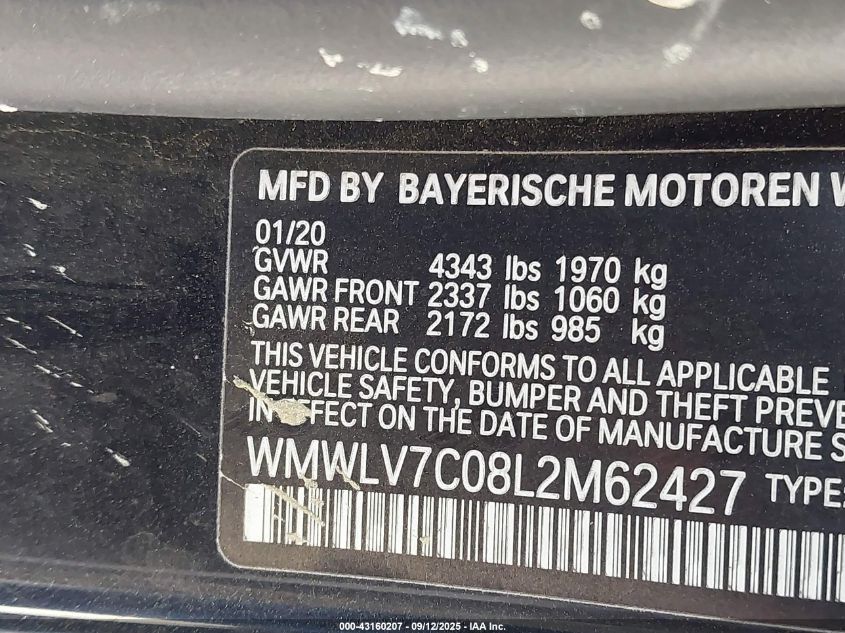 MFD BY BAYERISCHE MOTOREN W
01/20
GVWR 4343 lbs 1970 kg
GAWR FRONT 2337 lbs 1060 kg
GAWR REAR 2172 lbs 985 kg
THIS VEHICLE CONFORMS TO ALL APPLICABLE
VEHICLE SAFETY, BUMPER AND THEFT PREVE
IN EFFECT ON THE DATE OF MANUFACTURE S
WMWLV7C08L2M62427 TYPE:
000-43160207 - 09/12/2025 - IAA Inc.